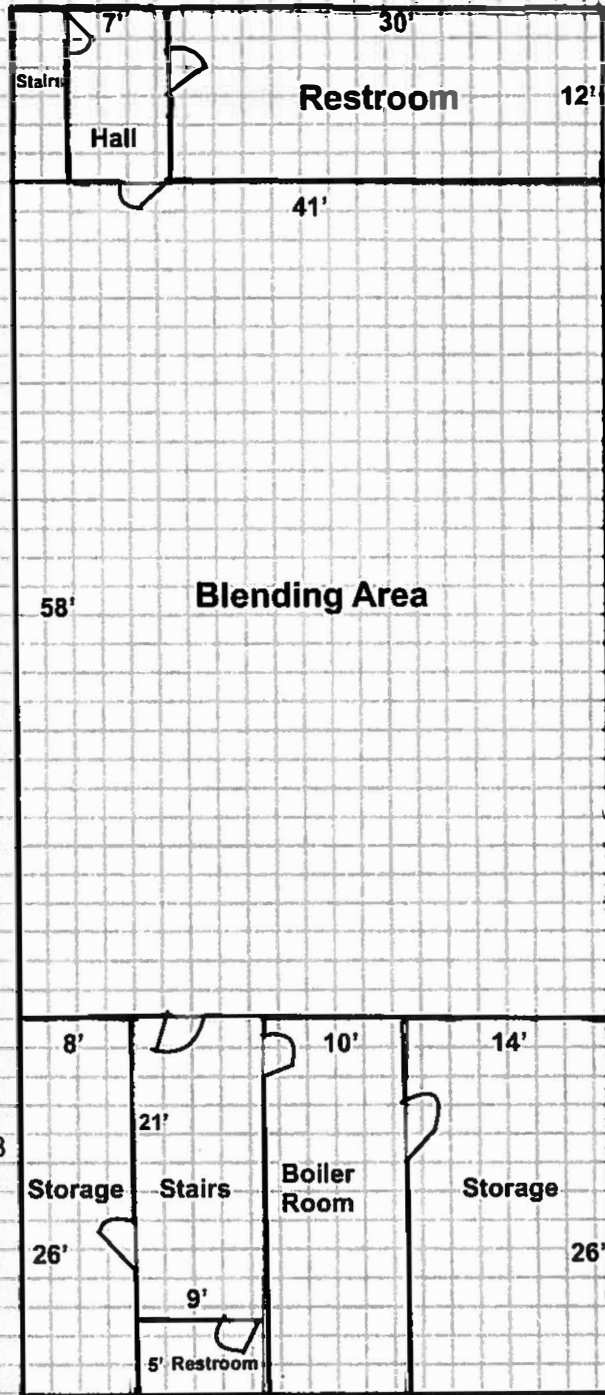 7' 30'
Stairs
Restroom 12'
Hall
41'
58' Blending Area
8' 10' 14'
21'
Storage Stairs Boiler Room Storage
26' 26'
9'
5' Restroom